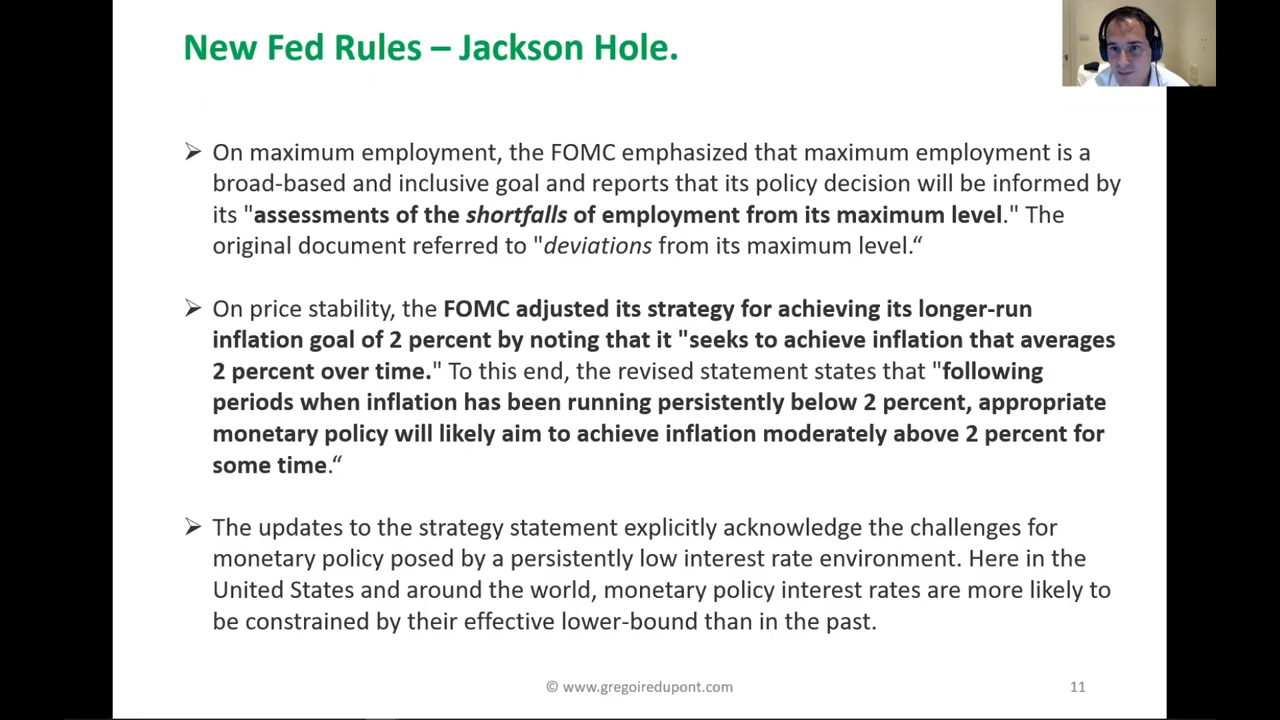 New Fed Rules – Jackson Hole.
➢ On maximum employment, the FOMC emphasized that maximum employment is a
broad-based and inclusive goal and reports that its policy decision will be informed by
its "assessments of the shortfalls of employment from its maximum level." The
original document referred to "deviations from its maximum level.“
➢ On price stability, the FOMC adjusted its strategy for achieving its longer-run
inflation goal of 2 percent by noting that it "seeks to achieve inflation that averages
2 percent over time." To this end, the revised statement states that "following
periods when inflation has been running persistently below 2 percent, appropriate
monetary policy will likely aim to achieve inflation moderately above 2 percent for
some time.“
➢ The updates to the strategy statement explicitly acknowledge the challenges for
monetary policy posed by a persistently low interest rate environment. Here in the
United States and around the world, monetary policy interest rates are more likely to
be constrained by their effective lower-bound than in the past.
© www.gregoiredupont.com
11